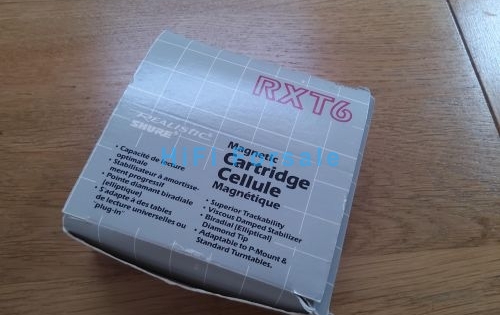 RXT6
REALISTIC
SHURE
Magnetic
Cartridge
Cellule
Magnétique
• Capacité de lecture
optimale
• Stabilisateur à amortisse-
ment progressif
• Pointe diamant biradiale
[elliptique]
• S'adapte à des tables
de lecture universelles ou
"plug-in"
• Superior Trackability
• Viscous Damped Stabilizer
• Biradial [Elliptical]
Diamond Tip
• Adaptable to P-Mount &
Standard Turntables.
HiFi Forsale